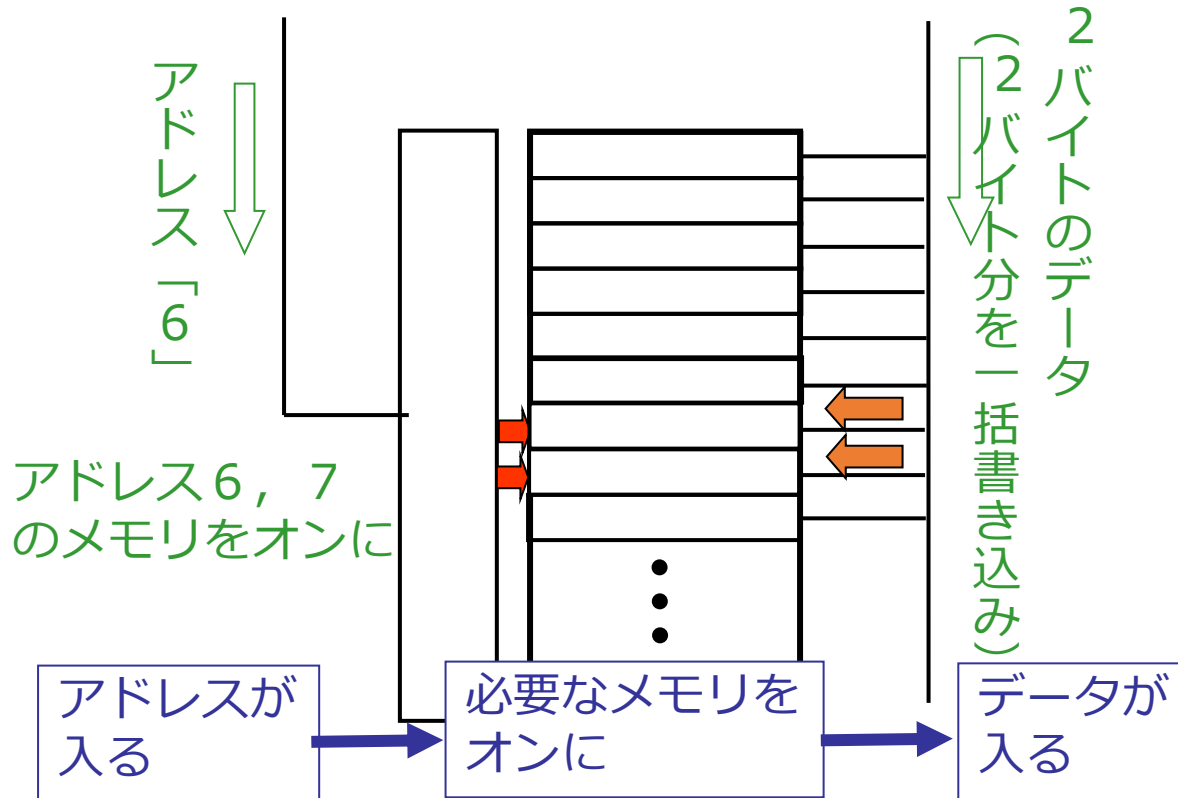 アドレス「6」
2バイトのデータ
(2バイト分を一括書き込み)
アドレス6，7
のメモリをオンに
アドレスが
入る
必要なメモリを
オンに
データが
入る